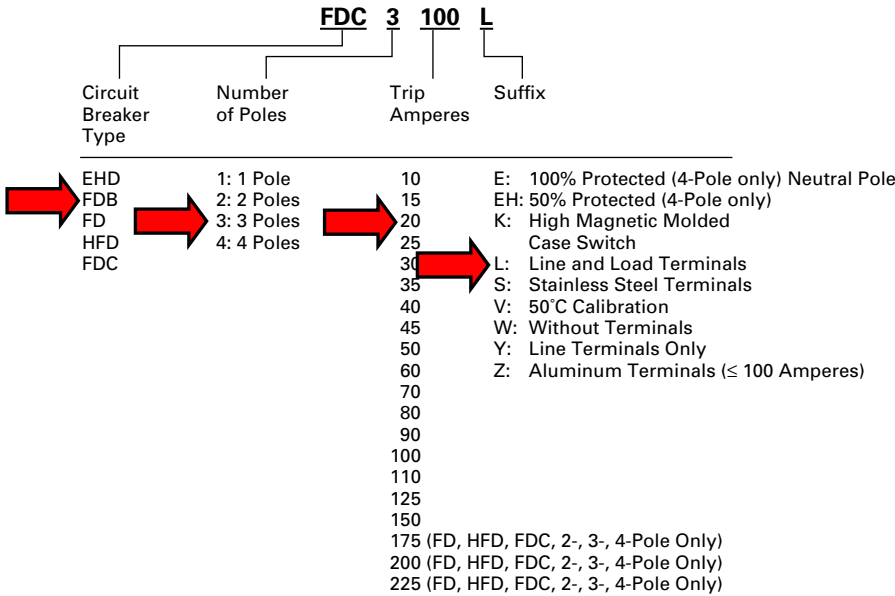 FDC 3 100 L
Circuit Breaker Type
Number of Poles
Trip Amperes
Suffix
EHD
FDB
FD
HFD
FDC
1: 1 Pole
2: 2 Poles
3: 3 Poles
4: 4 Poles
10
15
20
25
30
35
40
45
50
60
70
80
90
100
110
125
150
175 (FD, HFD, FDC, 2-, 3-, 4-Pole Only)
200 (FD, HFD, FDC, 2-, 3-, 4-Pole Only)
225 (FD, HFD, FDC, 2-, 3-, 4-Pole Only)
E: 100% Protected (4-Pole only) Neutral Pole
EH: 50% Protected (4-Pole only)
K: High Magnetic Molded
Case Switch
L: Line and Load Terminals
S: Stainless Steel Terminals
V: 50°C Calibration
W: Without Terminals
Y: Line Terminals Only
Z: Aluminum Terminals (≤ 100 Amperes)